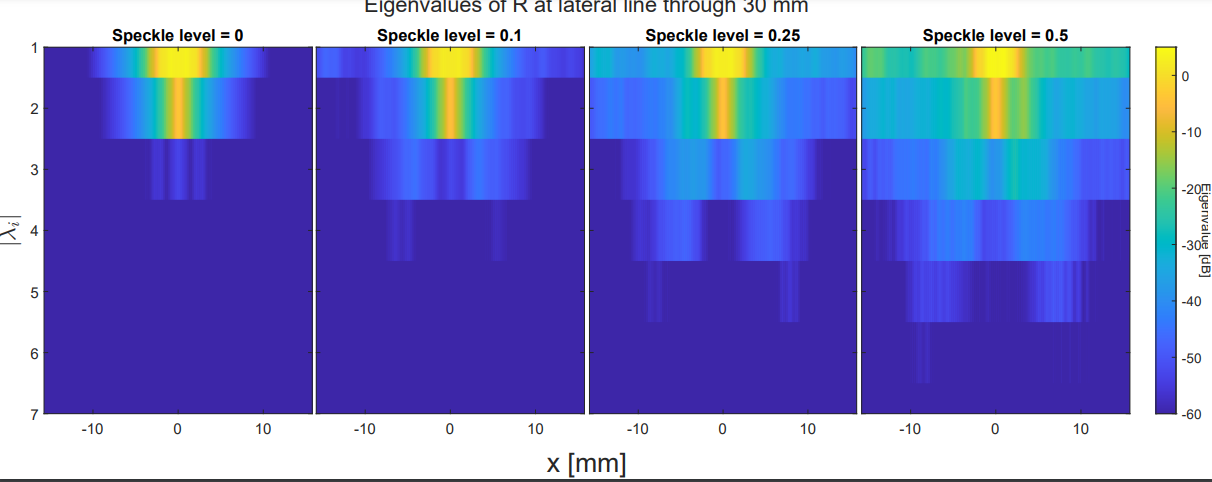 Eigenvalues of R at lateral line through 30 mm
Speckle level = 0
Speckle level = 0.1
Speckle level = 0.25
Speckle level = 0.5
|λi|
1
2
3
4
5
6
7
-10 0 10
-10 0 10
-10 0 10
-10 0 10
x [mm]
0
-10
-20
-30
-40
-50
-60
Eigenvalue [dB]